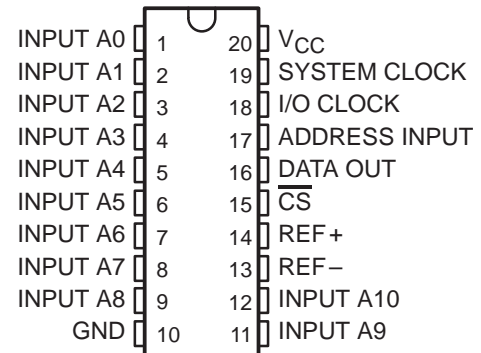 INPUT A0 1 20 VCC
INPUT A1 2 19 SYSTEM CLOCK
INPUT A2 3 18 I/O CLOCK
INPUT A3 4 17 ADDRESS INPUT
INPUT A4 5 16 DATA OUT
INPUT A5 6 15 CS
INPUT A6 7 14 REF+
INPUT A7 8 13 REF–
INPUT A8 9 12 INPUT A10
GND 10 11 INPUT A9